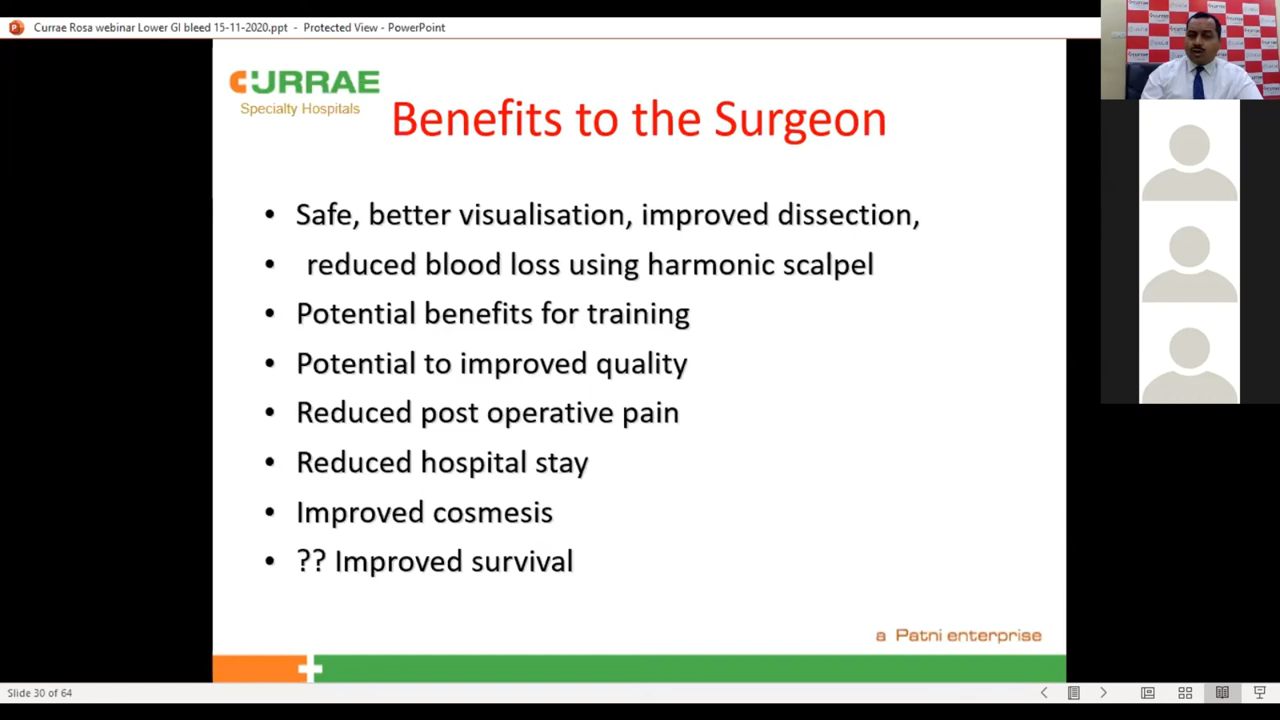 Currae Rosa webinar Lower GI bleed 15-11-2020.ppt - Protected View - PowerPoint
CURRAE
Specialty Hospitals
Benefits to the Surgeon
• Safe, better visualisation, improved dissection,
• reduced blood loss using harmonic scalpel
• Potential benefits for training
• Potential to improved quality
• Reduced post operative pain
• Reduced hospital stay
• Improved cosmesis
• ?? Improved survival
a Patni enterprise
Slide 30 of 64